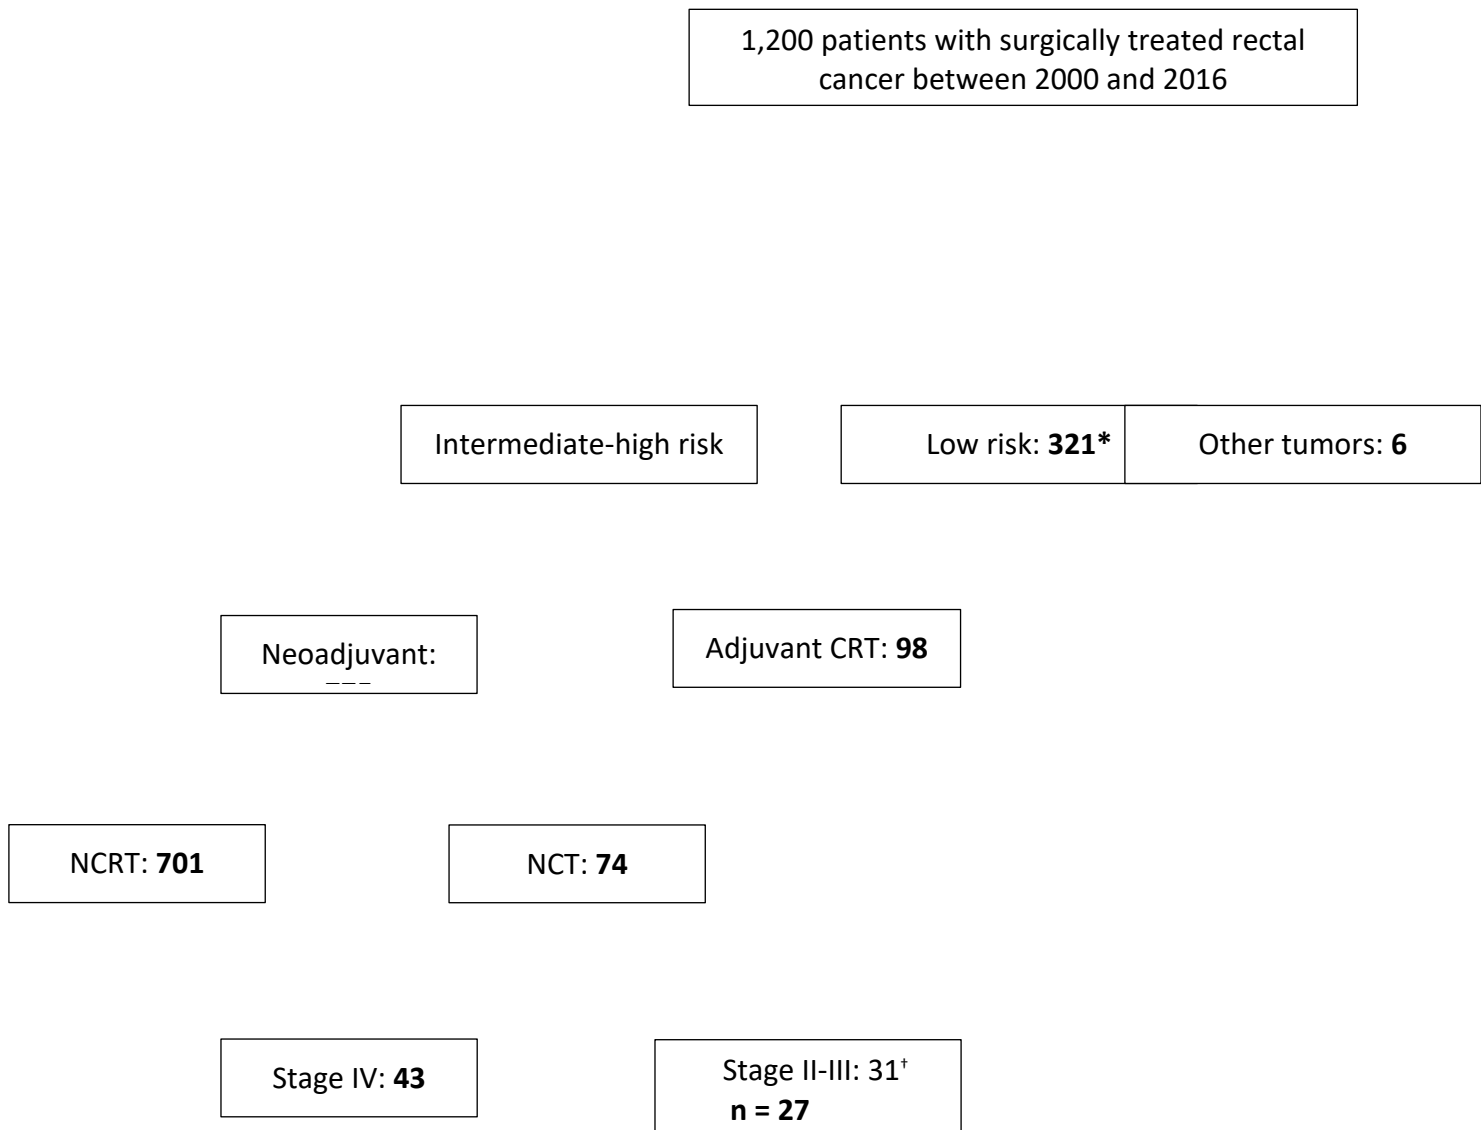 1,200 patients with surgically treated rectal
cancer between 2000 and 2016
Intermediate-high risk
Low risk: 321*
Other tumors: 6
Neoadjuvant:
Adjuvant CRT: 98
NCRT: 701
NCT: 74
Stage IV: 43
Stage II-III: 31†
n = 27